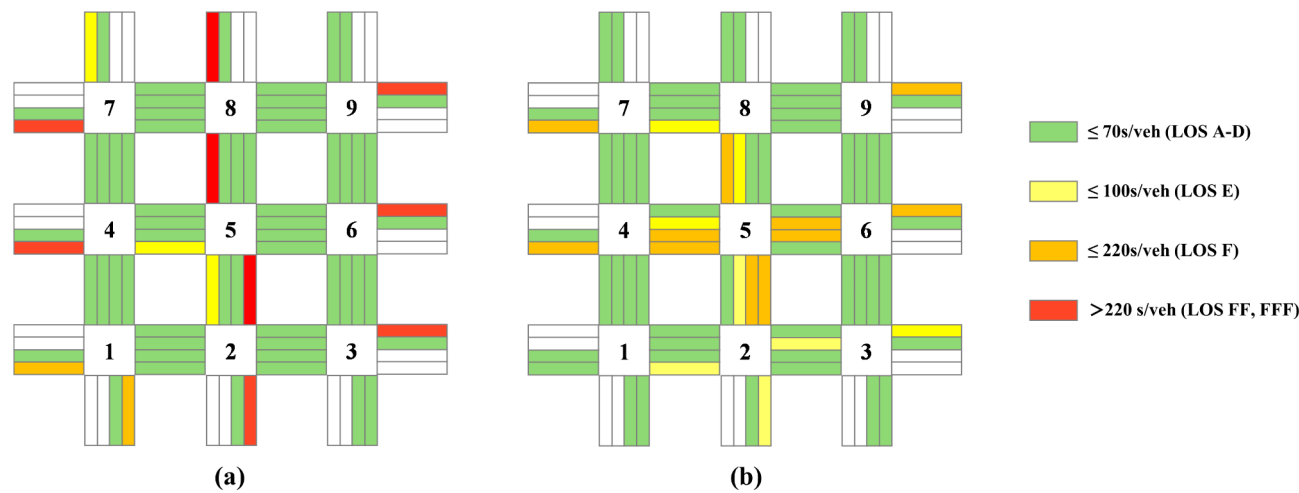 7 8 9
4 5 6
1 2 3
(a)
7 8 9
4 5 6
1 2 3
(b)
≤ 70s/veh (LOS A-D)
≤ 100s/veh (LOS E)
≤ 220s/veh (LOS F)
>220 s/veh (LOS FF, FFF)